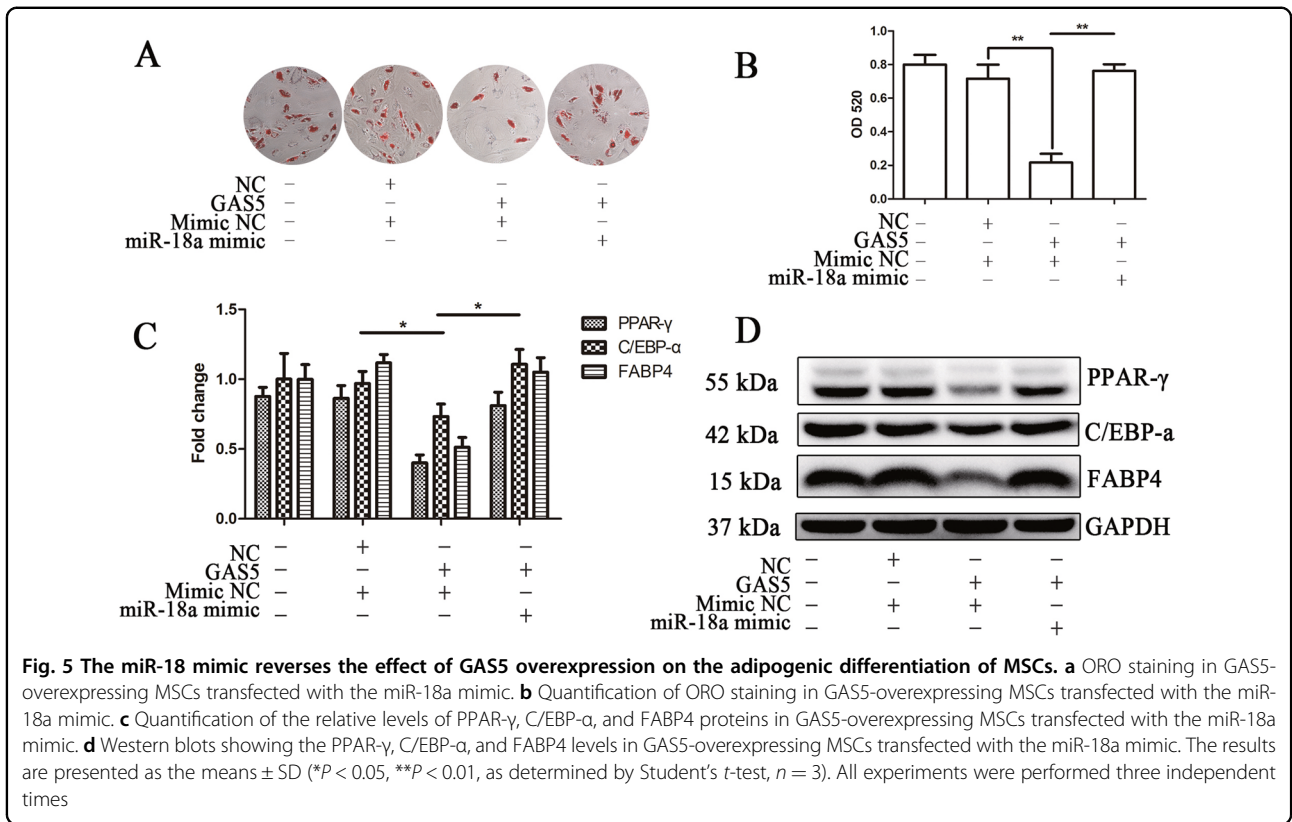 A
NC – + – –
GAS5 – – + +
Mimic NC – + + –
miR-18a mimic – – – +
B
** **
OD 520
0.8
0.6
0.4
0.2
0.0
NC – + – –
GAS5 – – + +
Mimic NC – + + –
miR-18a mimic – – – +
C
* *
Fold change
1.5
1.0
0.5
0.0
PPAR-γ
C/EBP-α
FABP4
NC – + – –
GAS5 – – + +
Mimic NC – + + –
miR-18a mimic – – – +
D
55 kDa PPAR-γ
42 kDa C/EBP-a
15 kDa FABP4
37 kDa GAPDH
NC – + – –
GAS5 – – + +
Mimic NC – + + –
miR-18a mimic – – – +
Fig. 5 The miR-18 mimic reverses the effect of GAS5 overexpression on the adipogenic differentiation of MSCs. a ORO staining in GAS5-
overexpressing MSCs transfected with the miR-18a mimic. b Quantification of ORO staining in GAS5-overexpressing MSCs transfected with the miR-
18a mimic. c Quantification of the relative levels of PPAR-γ, C/EBP-α, and FABP4 proteins in GAS5-overexpressing MSCs transfected with the miR-18a
mimic. d Western blots showing the PPAR-γ, C/EBP-α, and FABP4 levels in GAS5-overexpressing MSCs transfected with the miR-18a mimic. The results
are presented as the means ± SD (*P < 0.05, **P < 0.01, as determined by Student's t-test, n = 3). All experiments were performed three independent
times